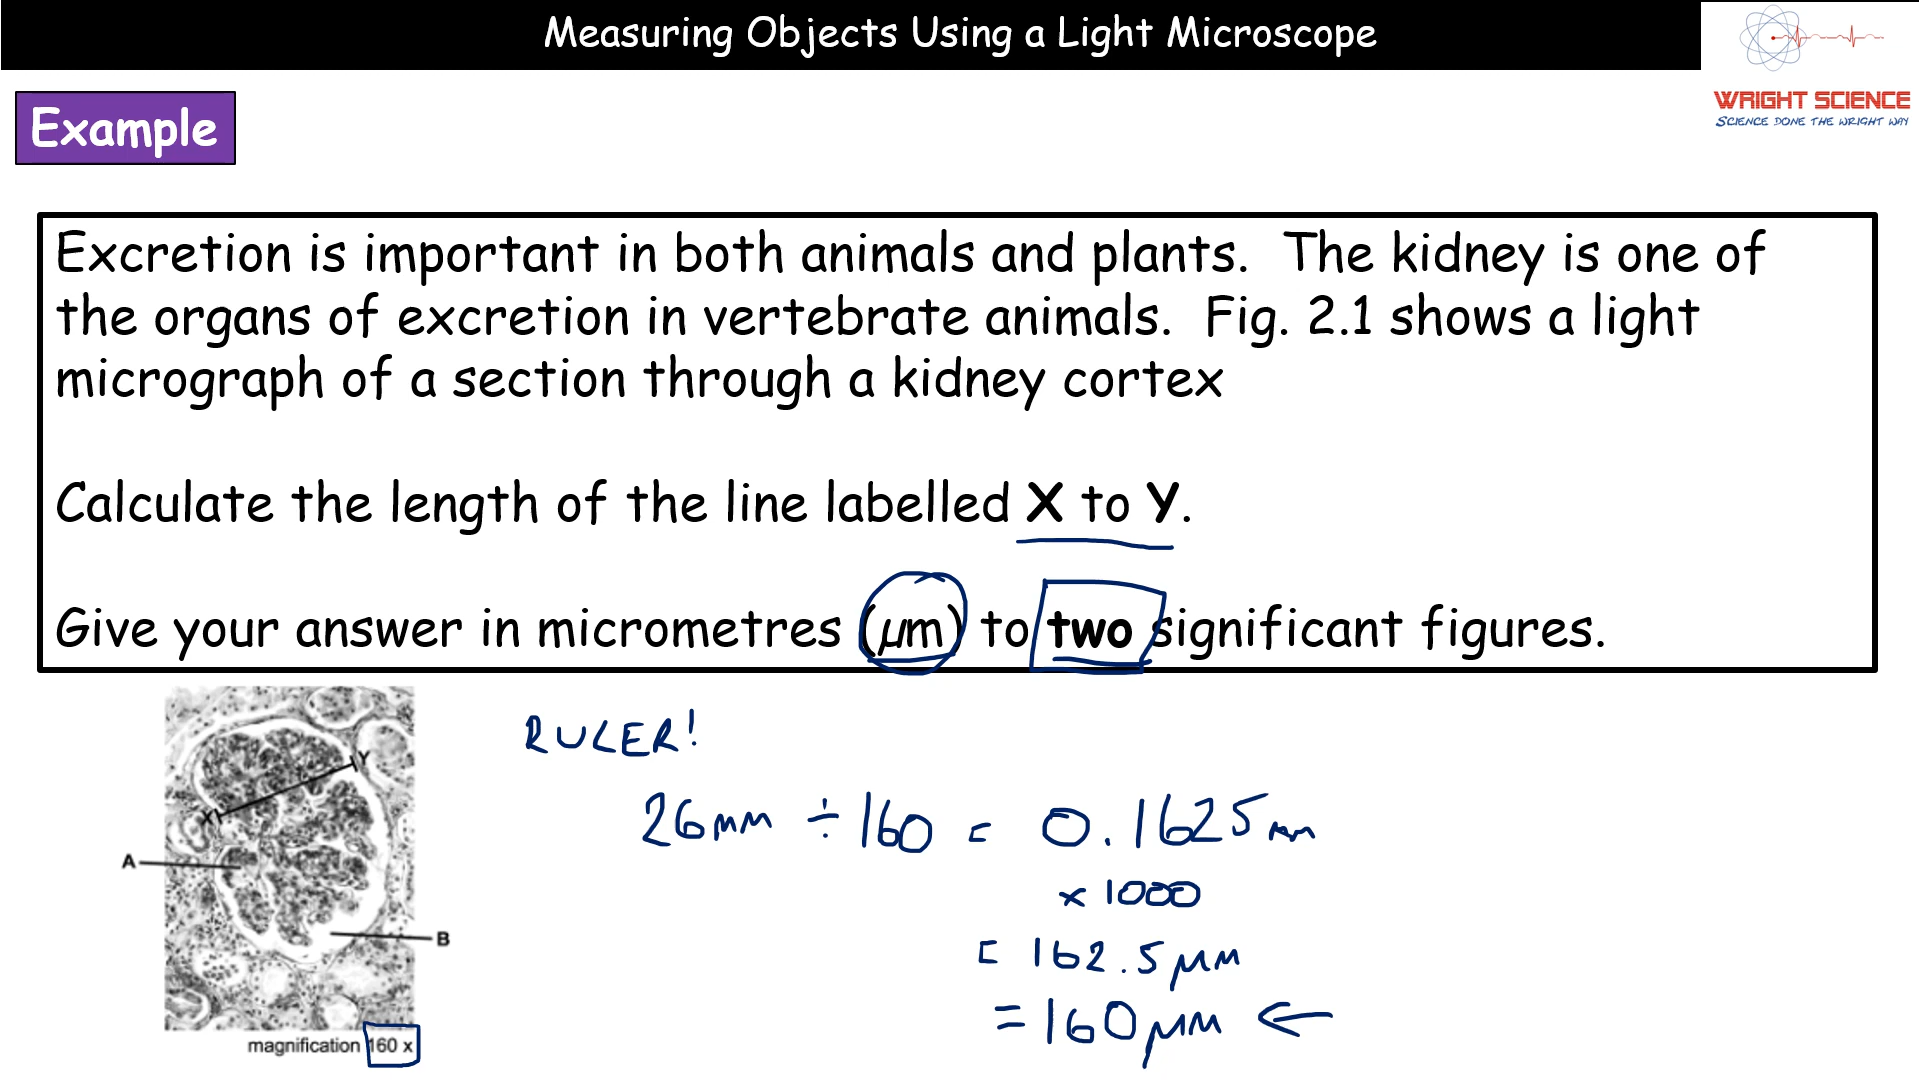 Measuring Objects Using a Light Microscope
WRIGHT SCIENCE
SCIENCE DONE THE WRIGHT WAY
Example
Excretion is important in both animals and plants. The kidney is one of
the organs of excretion in vertebrate animals. Fig. 2.1 shows a light
micrograph of a section through a kidney cortex
Calculate the length of the line labelled X to Y.
Give your answer in micrometres (μm) to two significant figures.
RULER!
Y
X
26mm ÷ 160 = 0.1625mm
A
x 1000
B
= 162.5μm
= 160μm ←
magnification 160 x